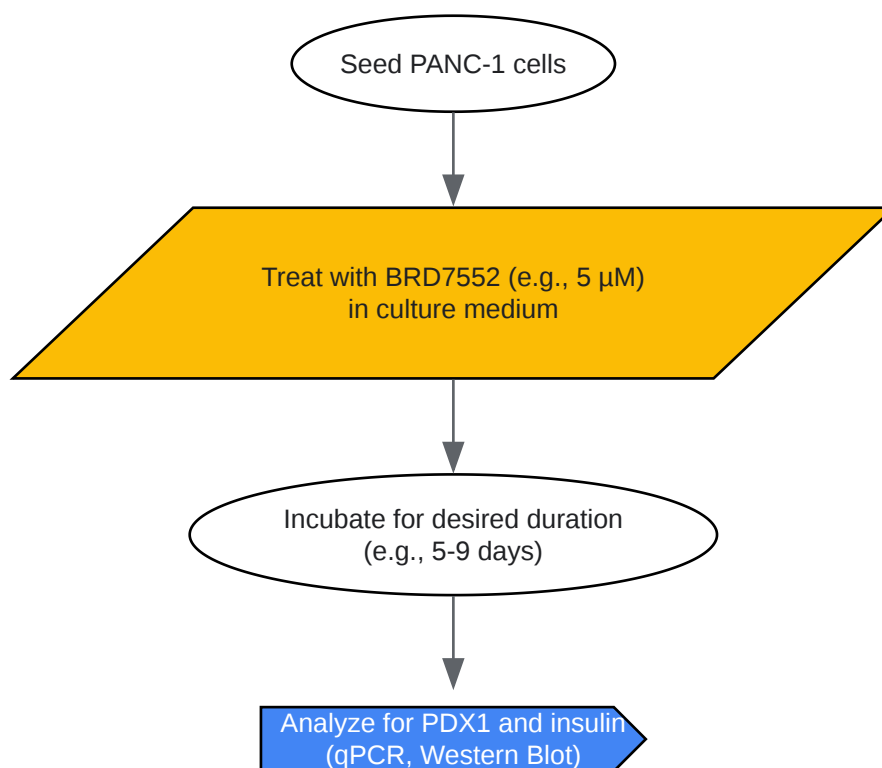 Seed PANC-1 cells
Treat with BRD7552 (e.g., 5 µM)
in culture medium
Incubate for desired duration
(e.g., 5-9 days)
Analyze for PDX1 and insulin
(qPCR, Western Blot)